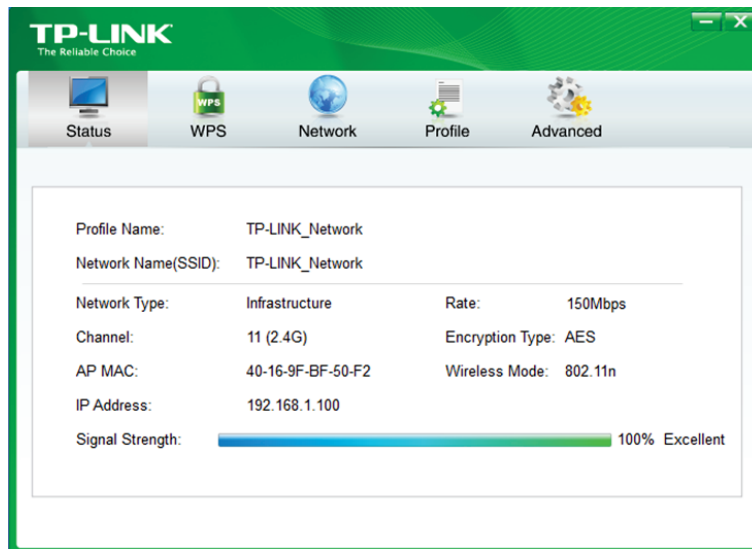 TP-LINK
The Reliable Choice
Status WPS Network Profile Advanced
WPS
Profile Name: TP-LINK_Network
Network Name(SSID): TP-LINK_Network
Network Type: Infrastructure Rate: 150Mbps
Channel: 11 (2.4G) Encryption Type: AES
AP MAC: 40-16-9F-BF-50-F2 Wireless Mode: 802.11n
IP Address: 192.168.1.100
Signal Strength: 100% Excellent